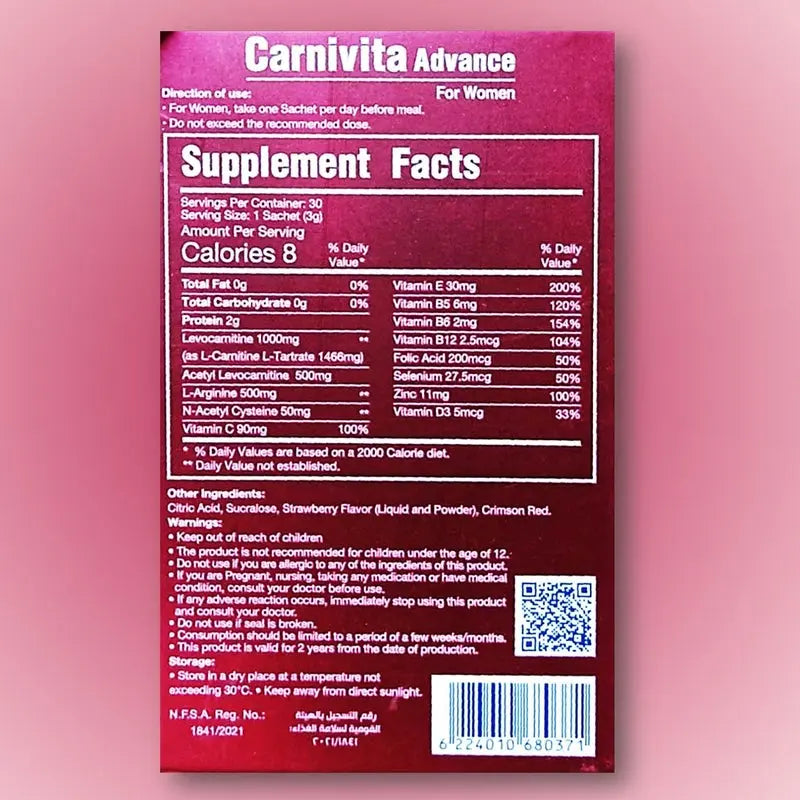 Carnivita Advance
For Women
Direction of use:
• For Women, take one Sachet per day before meal.
• Do not exceed the recommended dose.
Supplement Facts
Servings Per Container: 30
Serving Size: 1 Sachet (3g)
Amount Per Serving
Calories 8 % Daily Value*
Total Fat 0g 0%
Total Carbohydrate 0g 0%
Protein 2g
Levocarnitine 1000mg **
(as L-Carnitine L-Tartrate 1466mg)
Acetyl Levocarnitine 500mg
L-Arginine 500mg **
N-Acetyl Cysteine 50mg **
Vitamin C 90mg 100%
% Daily Value*
Vitamin E 30mg 200%
Vitamin B5 6mg 120%
Vitamin B6 2mg 154%
Vitamin B12 2.5mcg 104%
Folic Acid 200mcg 50%
Selenium 27.5mcg 50%
Zinc 11mg 100%
Vitamin D3 5mcg 33%
* % Daily Values are based on a 2000 Calorie diet.
** Daily Value not established.
Other Ingredients:
Citric Acid, Sucralose, Strawberry Flavor (Liquid and Powder), Crimson Red.
Warnings:
• Keep out of reach of children
• The product is not recommended for children under the age of 12.
• Do not use if you are allergic to any of the ingredients of this product.
• If you are Pregnant, nursing, taking any medication or have medical
condition, consult your doctor before use.
• If any adverse reaction occurs, immediately stop using this product
and consult your doctor.
• Do not use if seal is broken.
• Consumption should be limited to a period of a few weeks/months.
• This product is valid for 2 years from the date of production.
Storage:
• Store in a dry place at a temperature not
exceeding 30°C. • Keep away from direct sunlight.
N.F.S.A. Reg. No.:
1841/2021
رقم التسجيل بالهيئة
القومية لسلامة الغذاء:
١٨٤١/٢٠٢١
6 224010 680371